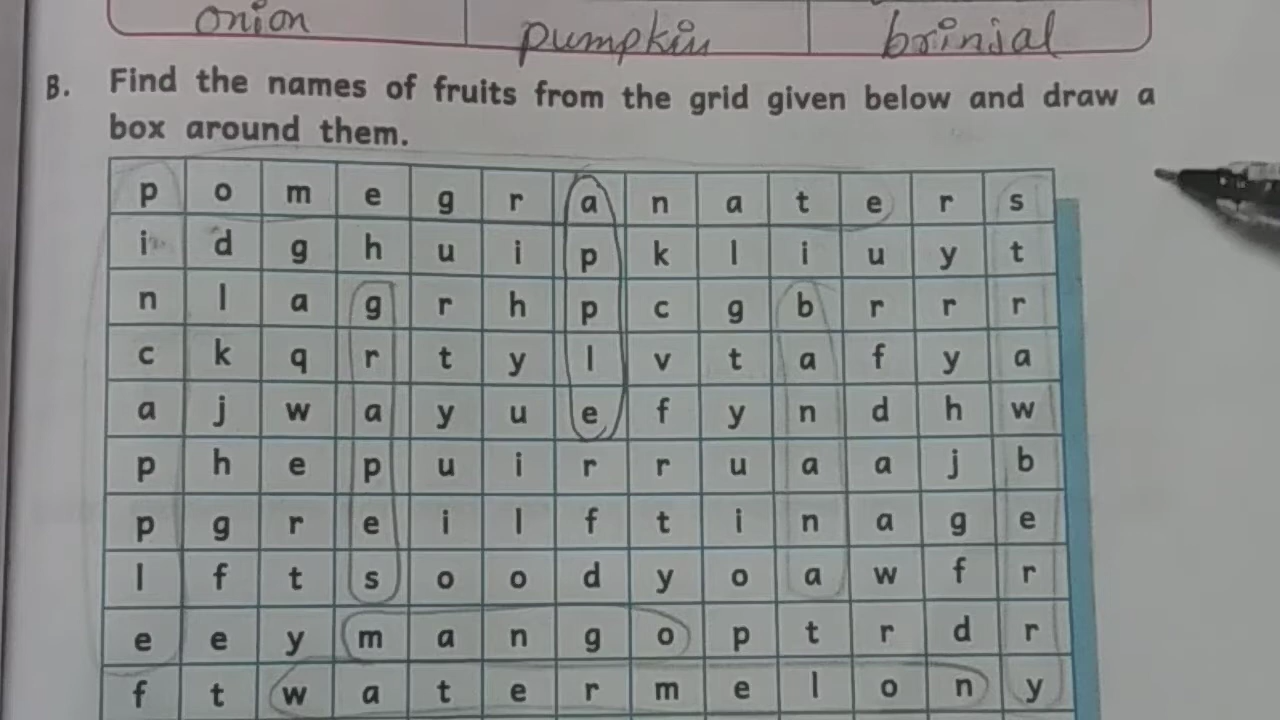 onion pumpkin brinjal
B. Find the names of fruits from the grid given below and draw a
box around them.
p o m e g r a n a t e r s
i d g h u i p k l i u y t
n l a g r h p c g b r r r
c k q r t y l v t a f y a
a j w a y u e f y n d h w
p h e p u i r r u a a j b
p g r e i l f t i n a g e
l f t s o o d y o a w f r
e e y m a n g o p t r d r
f t w a t e r m e l o n y